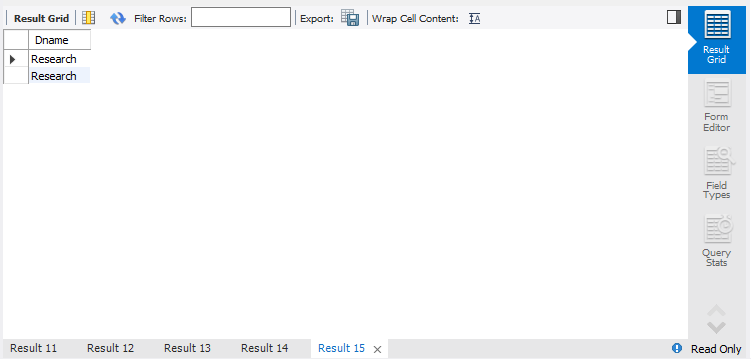 Result Grid Filter Rows: Export: Wrap Cell Content:
Dname
Research
Research
Result
Grid
Form
Editor
Field
Types
Query
Stats
Result 11 Result 12 Result 13 Result 14 Result 15 Read Only